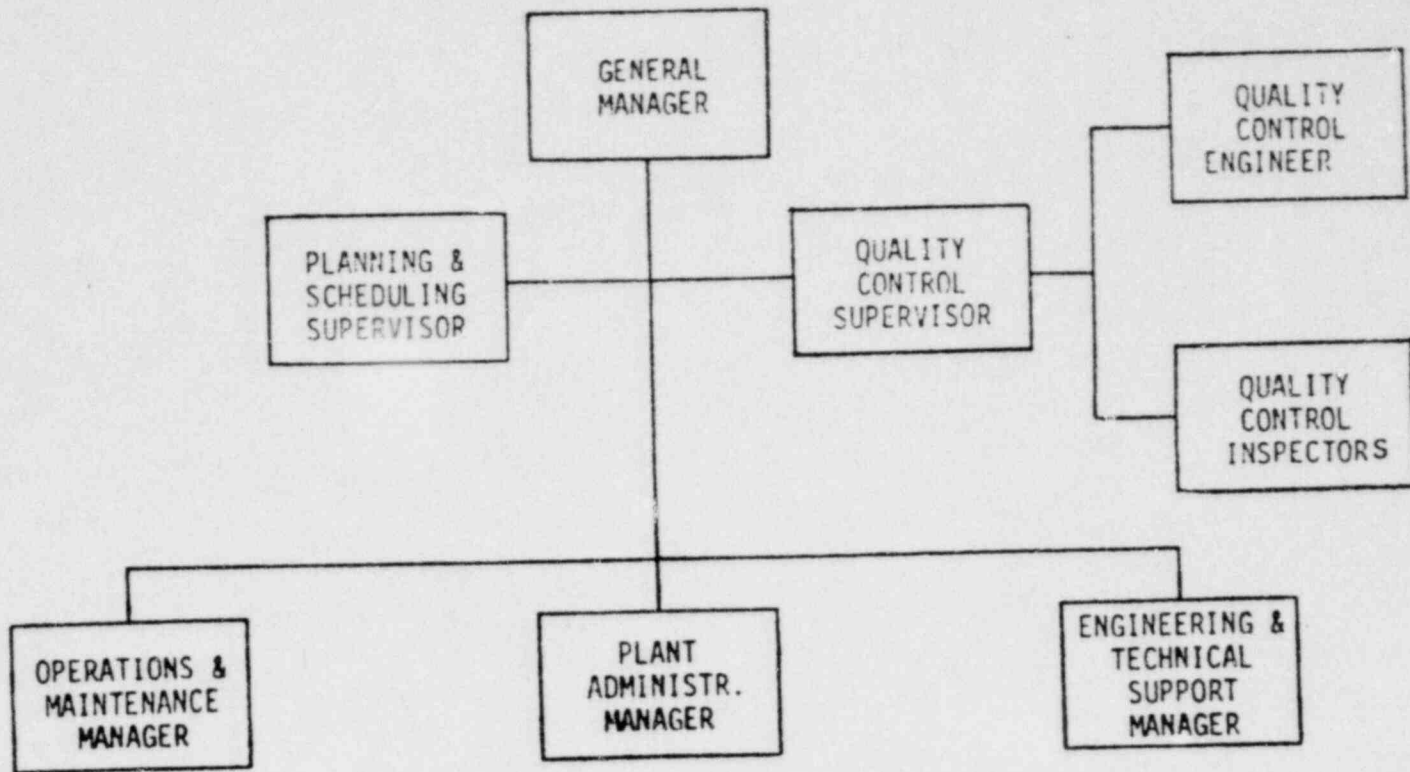 GENERAL
MANAGER
QUALITY
CONTROL
ENGINEER
PLANNING &
SCHEDULING
SUPERVISOR
QUALITY
CONTROL
SUPERVISOR
QUALITY
CONTROL
INSPECTORS
OPERATIONS &
MAINTENANCE
MANAGER
PLANT
ADMINISTR.
MANAGER
ENGINEERING &
TECHNICAL
SUPPORT
MANAGER